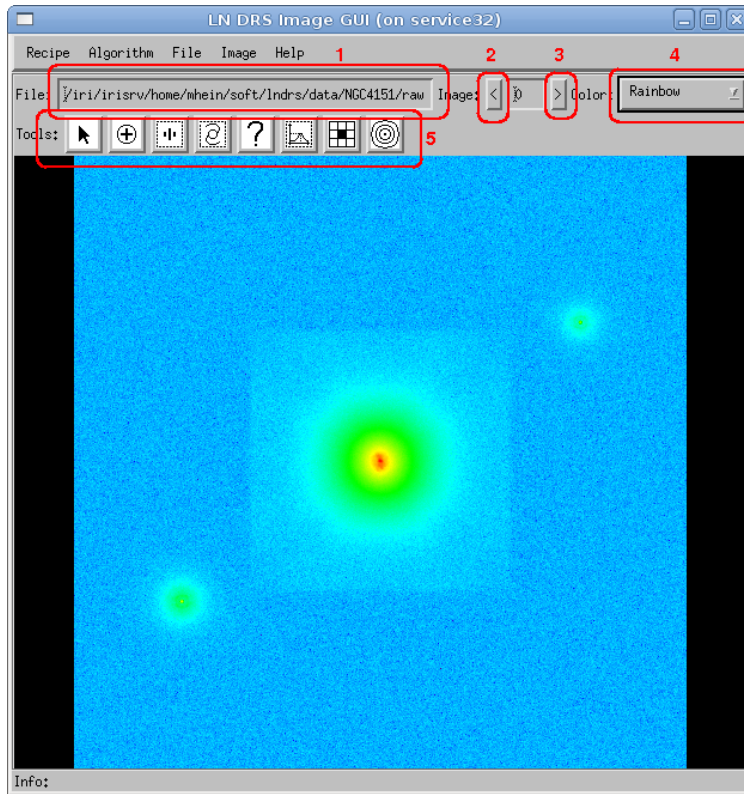 LN DRS Image GUI (on service32)
Recipe Algorithm File Image Help 1 2 3 4
File: /iri/irisrv/home/mhein/soft/lndrs/data/NGC4151/raw Image: < 0 > Color: Rainbow
Tools: ? 5
Info: